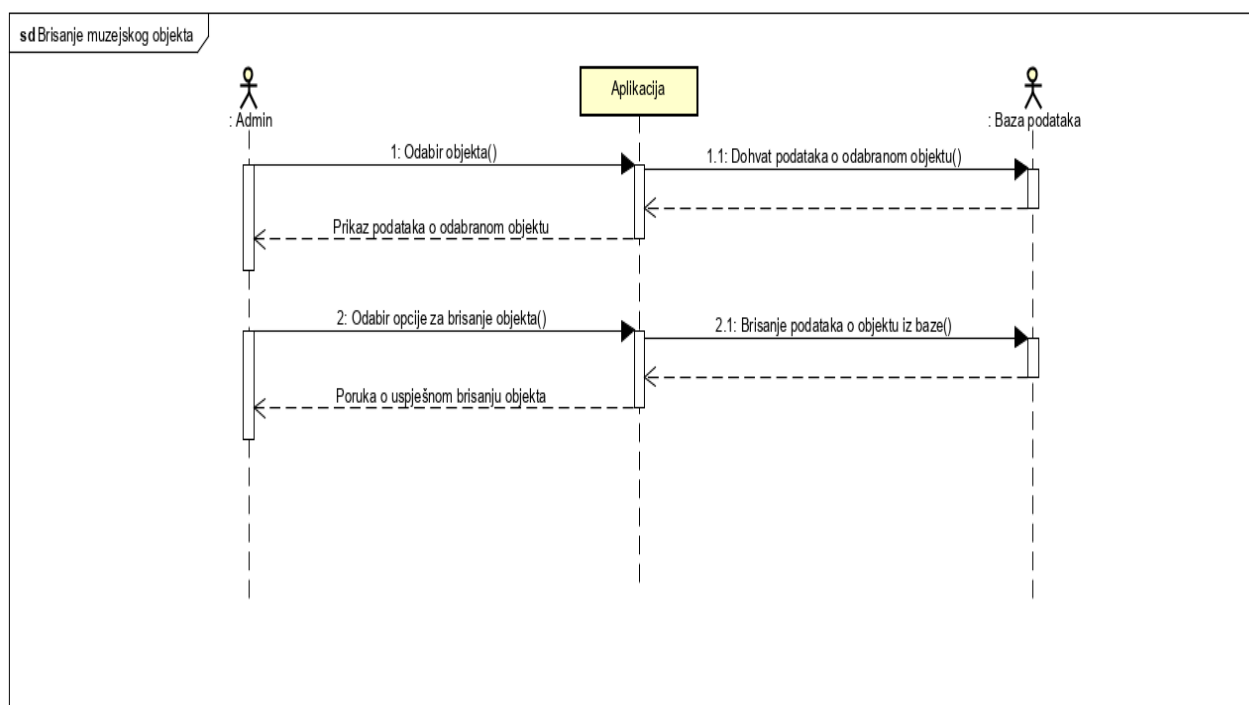 sd Brisanje muzejskog objekta
: Admin
Aplikacija
: Baza podataka
1: Odabir objekta()
1.1: Dohvat podataka o odabranom objektu()
Prikaz podataka o odabranom objektu
2: Odabir opcije za brisanje objekta()
2.1: Brisanje podataka o objektu iz baze()
Poruka o uspješnom brisanju objekta